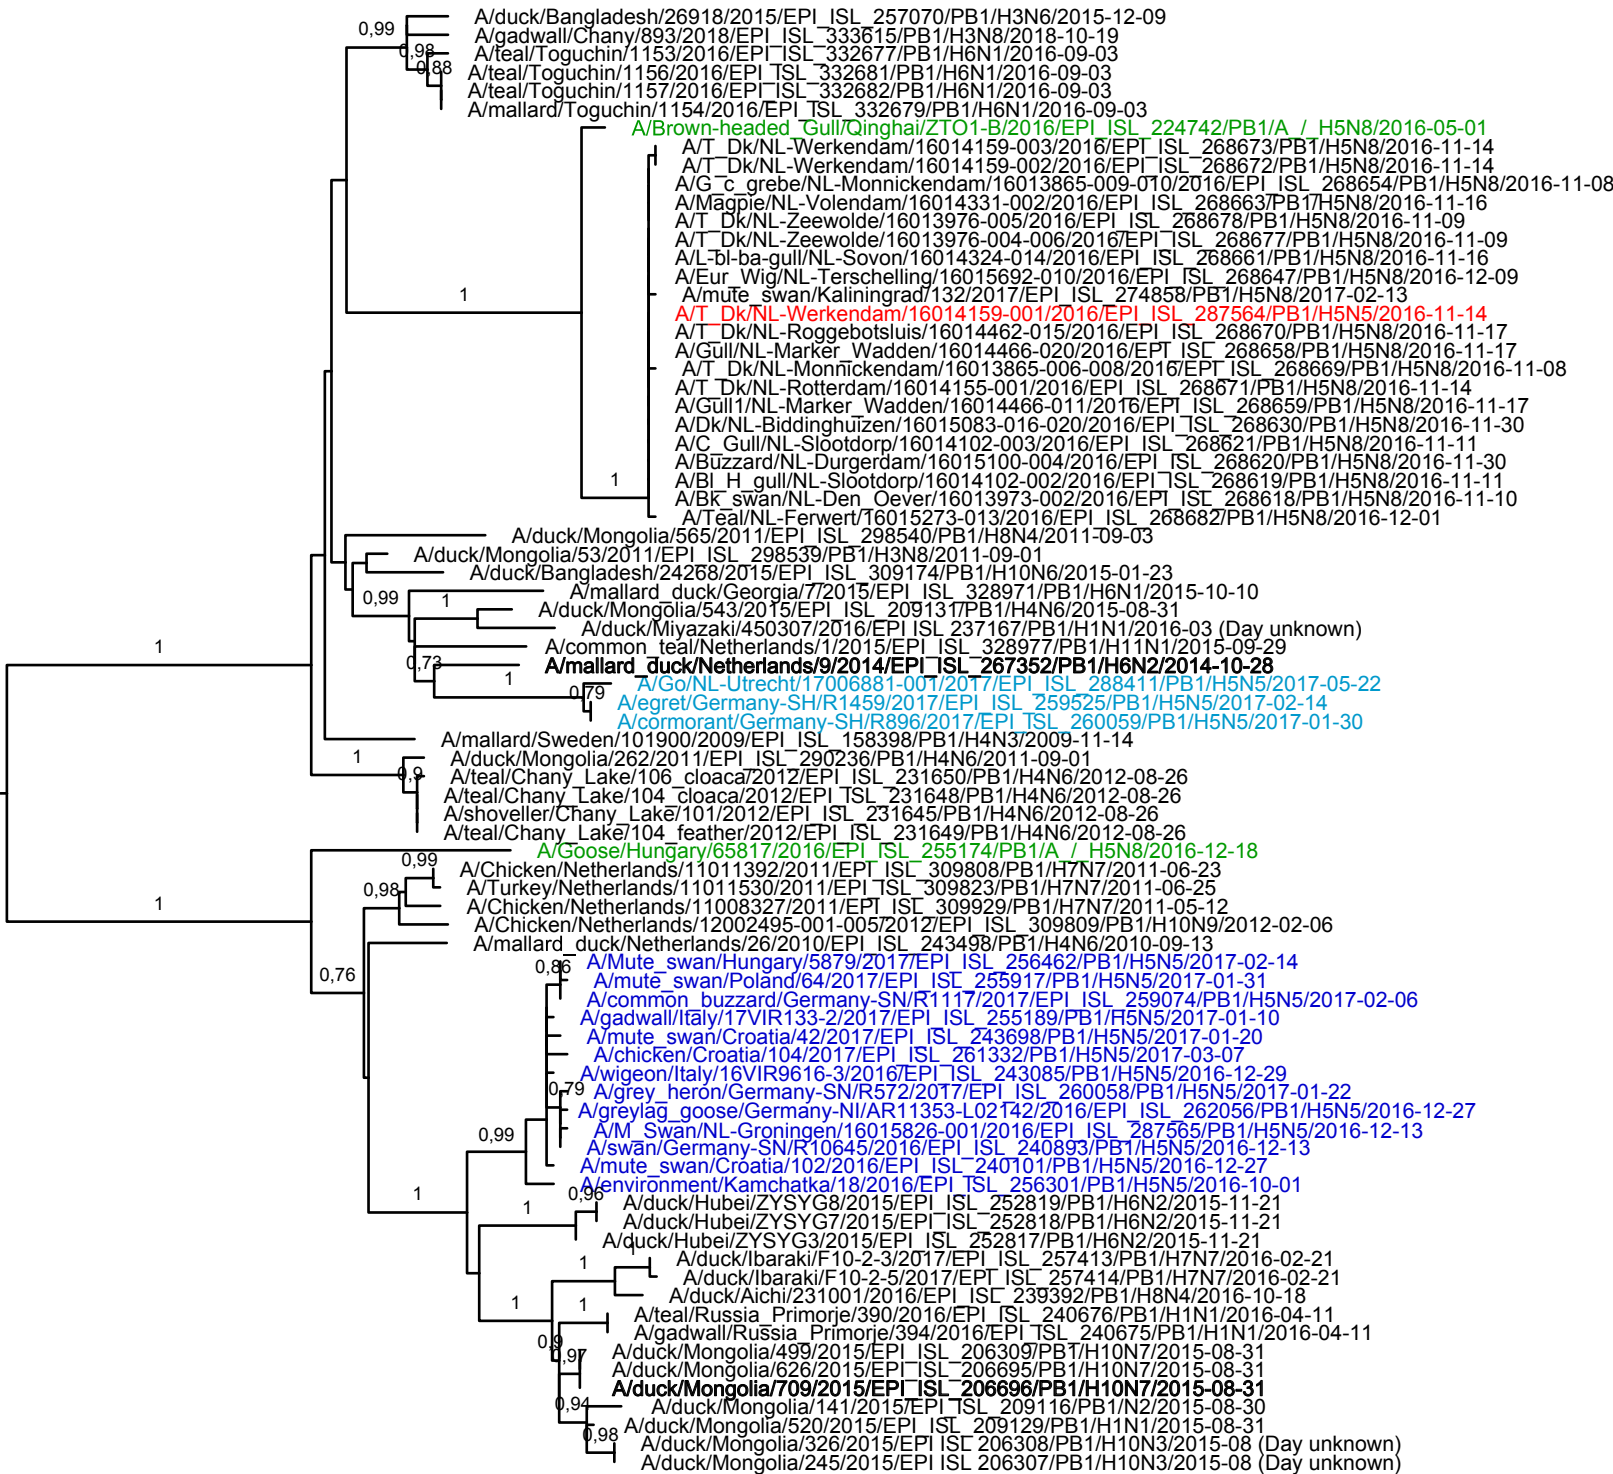 A/duck/Bangladesh/26918/2015/EPI_ISL_257070/PB1/H3N6/2015-12-09
0,99
A/gadwall/Chany/893/2018/EPI_ISL_333615/PB1/H3N8/2018-10-19
0,98
A/teal/Toguchin/1153/2016/EPI_ISL_332677/PB1/H6N1/2016-09-03
0,88
A/teal/Toguchin/1156/2016/EPI_ISL_332681/PB1/H6N1/2016-09-03
A/teal/Toguchin/1157/2016/EPI_ISL_332682/PB1/H6N1/2016-09-03
A/mallard/Toguchin/1154/2016/EPI_ISL_332679/PB1/H6N1/2016-09-03
A/Brown-headed_Gull/Qinghai/ZTO1-B/2016/EPI_ISL_224742/PB1/A_/_H5N8/2016-05-01
A/T_Dk/NL-Werkendam/16014159-003/2016/EPI_ISL_268673/PB1/H5N8/2016-11-14
A/T_Dk/NL-Werkendam/16014159-002/2016/EPI_ISL_268672/PB1/H5N8/2016-11-14
A/G_c_grebe/NL-Monnickendam/16013865-009-010/2016/EPI_ISL_268654/PB1/H5N8/2016-11-08
A/Magpie/NL-Volendam/16014331-002/2016/EPI_ISL_268663/PB1/H5N8/2016-11-16
A/T_Dk/NL-Zeewolde/16013976-005/2016/EPI_ISL_268678/PB1/H5N8/2016-11-09
A/T_Dk/NL-Zeewolde/16013976-004-006/2016/EPI_ISL_268677/PB1/H5N8/2016-11-09
A/L-bl-ba-gull/NL-Sovon/16014324-014/2016/EPI_ISL_268661/PB1/H5N8/2016-11-16
A/Eur_Wig/NL-Terschelling/16015692-010/2016/EPI_ISL_268647/PB1/H5N8/2016-12-09
1
A/mute_swan/Kaliningrad/132/2017/EPI_ISL_274858/PB1/H5N8/2017-02-13
A/T_Dk/NL-Werkendam/16014159-001/2016/EPI_ISL_287564/PB1/H5N5/2016-11-14
A/T_Dk/NL-Roggebotsluis/16014462-015/2016/EPI_ISL_268670/PB1/H5N8/2016-11-17
A/Gull/NL-Marker_Wadden/16014466-020/2016/EPI_ISL_268658/PB1/H5N8/2016-11-17
A/T_Dk/NL-Monnickendam/16013865-006-008/2016/EPI_ISL_268669/PB1/H5N8/2016-11-08
A/T_Dk/NL-Rotterdam/16014155-001/2016/EPI_ISL_268671/PB1/H5N8/2016-11-14
A/Gull1/NL-Marker_Wadden/16014466-011/2016/EPI_ISL_268659/PB1/H5N8/2016-11-17
A/Dk/NL-Biddinghuizen/16015083-016-020/2016/EPI_ISL_268630/PB1/H5N8/2016-11-30
A/C_Gull/NL-Slootdorp/16014102-003/2016/EPI_ISL_268621/PB1/H5N8/2016-11-11
A/Buzzard/NL-Durgerdam/16015100-004/2016/EPI_ISL_268620/PB1/H5N8/2016-11-30
1
A/Bl_H_gull/NL-Slootdorp/16014102-002/2016/EPI_ISL_268619/PB1/H5N8/2016-11-11
A/Bk_swan/NL-Den_Oever/16013973-002/2016/EPI_ISL_268618/PB1/H5N8/2016-11-10
A/Teal/NL-Ferwert/16015273-013/2016/EPI_ISL_268682/PB1/H5N8/2016-12-01
A/duck/Mongolia/565/2011/EPI_ISL_298540/PB1/H8N4/2011-09-03
A/duck/Mongolia/53/2011/EPI_ISL_298539/PB1/H3N8/2011-09-01
A/duck/Bangladesh/24268/2015/EPI_ISL_309174/PB1/H10N6/2015-01-23
A/mallard_duck/Georgia/7/2015/EPI_ISL_328971/PB1/H6N1/2015-10-10
0,99
1
A/duck/Mongolia/543/2015/EPI_ISL_209131/PB1/H4N6/2015-08-31
A/duck/Miyazaki/450307/2016/EPI ISL 237167/PB1/H1N1/2016-03 (Day unknown)
1
A/common_teal/Netherlands/1/2015/EPI_ISL_328977/PB1/H11N1/2015-09-29
0,73
A/mallard_duck/Netherlands/9/2014/EPI_ISL_267352/PB1/H6N2/2014-10-28
1
A/Go/NL-Utrecht/17006881-001/2017/EPI_ISL_288411/PB1/H5N5/2017-05-22
0,79
A/egret/Germany-SH/R1459/2017/EPI_ISL_259525/PB1/H5N5/2017-02-14
A/cormorant/Germany-SH/R896/2017/EPI_ISL_260059/PB1/H5N5/2017-01-30
A/mallard/Sweden/101900/2009/EPI_ISL_158398/PB1/H4N3/2009-11-14
1
A/duck/Mongolia/262/2011/EPI_ISL_290236/PB1/H4N6/2011-09-01
0,9
A/teal/Chany_Lake/106_cloaca/2012/EPI_ISL_231650/PB1/H4N6/2012-08-26
A/teal/Chany_Lake/104_cloaca/2012/EPI_ISL_231648/PB1/H4N6/2012-08-26
A/shoveller/Chany_Lake/101/2012/EPI_ISL_231645/PB1/H4N6/2012-08-26
A/teal/Chany_Lake/104_feather/2012/EPI_ISL_231649/PB1/H4N6/2012-08-26
A/Goose/Hungary/65817/2016/EPI_ISL_255174/PB1/A_/_H5N8/2016-12-18
0,99
A/Chicken/Netherlands/11011392/2011/EPI_ISL_309808/PB1/H7N7/2011-06-23
0,98
A/Turkey/Netherlands/11011530/2011/EPI_ISL_309823/PB1/H7N7/2011-06-25
1
A/Chicken/Netherlands/11008327/2011/EPI_ISL_309929/PB1/H7N7/2011-05-12
A/Chicken/Netherlands/12002495-001-005/2012/EPI_ISL_309809/PB1/H10N9/2012-02-06
A/mallard_duck/Netherlands/26/2010/EPI_ISL_243498/PB1/H4N6/2010-09-13
A/Mute_swan/Hungary/5879/2017/EPI_ISL_256462/PB1/H5N5/2017-02-14
0,76
0,86
A/mute_swan/Poland/64/2017/EPI_ISL_255917/PB1/H5N5/2017-01-31
A/common_buzzard/Germany-SN/R1117/2017/EPI_ISL_259074/PB1/H5N5/2017-02-06
A/gadwall/Italy/17VIR133-2/2017/EPI_ISL_255189/PB1/H5N5/2017-01-10
A/mute_swan/Croatia/42/2017/EPI_ISL_243698/PB1/H5N5/2017-01-20
A/chicken/Croatia/104/2017/EPI_ISL_261332/PB1/H5N5/2017-03-07
A/wigeon/Italy/16VIR9616-3/2016/EPI_ISL_243085/PB1/H5N5/2016-12-29
0,79
A/grey_heron/Germany-SN/R572/2017/EPI_ISL_260058/PB1/H5N5/2017-01-22
A/greylag_goose/Germany-NI/AR11353-L02142/2016/EPI_ISL_262056/PB1/H5N5/2016-12-27
0,99
A/M_Swan/NL-Groningen/16015826-001/2016/EPI_ISL_287565/PB1/H5N5/2016-12-13
A/swan/Germany-SN/R10645/2016/EPI_ISL_240893/PB1/H5N5/2016-12-13
A/mute_swan/Croatia/102/2016/EPI_ISL_240101/PB1/H5N5/2016-12-27
A/environment/Kamchatka/18/2016/EPI_ISL_256301/PB1/H5N5/2016-10-01
1
0,96
A/duck/Hubei/ZYSYG8/2015/EPI_ISL_252819/PB1/H6N2/2015-11-21
1
A/duck/Hubei/ZYSYG7/2015/EPI_ISL_252818/PB1/H6N2/2015-11-21
A/duck/Hubei/ZYSYG3/2015/EPI_ISL_252817/PB1/H6N2/2015-11-21
1
1
A/duck/Ibaraki/F10-2-3/2017/EPI_ISL_257413/PB1/H7N7/2016-02-21
A/duck/Ibaraki/F10-2-5/2017/EPI_ISL_257414/PB1/H7N7/2016-02-21
A/duck/Aichi/231001/2016/EPI_ISL_239392/PB1/H8N4/2016-10-18
1
1
A/teal/Russia_Primorje/390/2016/EPI_ISL_240676/PB1/H1N1/2016-04-11
A/gadwall/Russia_Primorje/394/2016/EPI_ISL_240675/PB1/H1N1/2016-04-11
0,9
0,97
A/duck/Mongolia/499/2015/EPI_ISL_206309/PB1/H10N7/2015-08-31
A/duck/Mongolia/626/2015/EPI_ISL_206695/PB1/H10N7/2015-08-31
A/duck/Mongolia/709/2015/EPI_ISL_206696/PB1/H10N7/2015-08-31
0,94
A/duck/Mongolia/141/2015/EPI_ISL_209116/PB1/N2/2015-08-30
A/duck/Mongolia/520/2015/EPI_ISL_209129/PB1/H1N1/2015-08-31
0,98
A/duck/Mongolia/326/2015/EPI ISL 206308/PB1/H10N3/2015-08 (Day unknown)
A/duck/Mongolia/245/2015/EPI ISL 206307/PB1/H10N3/2015-08 (Day unknown)